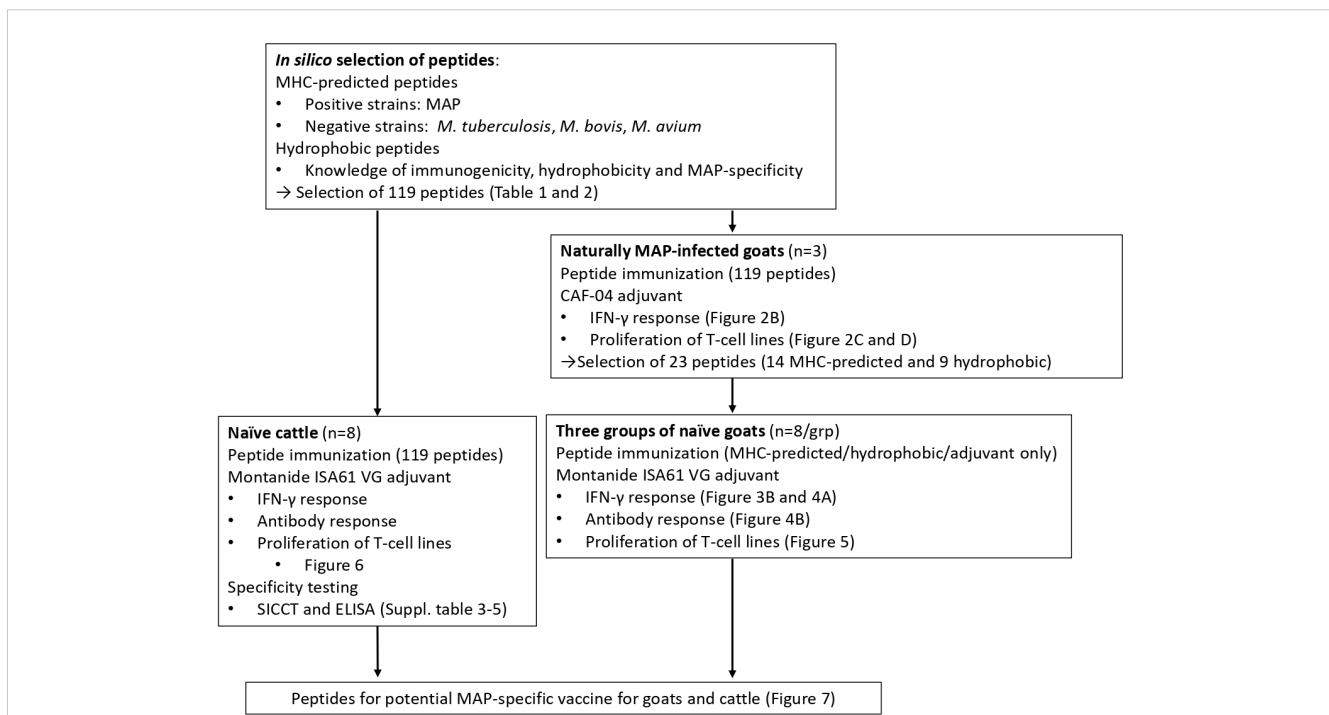 In silico selection of peptides:
MHC-predicted peptides
• Positive strains: MAP
• Negative strains: M. tuberculosis, M. bovis, M. avium
Hydrophobic peptides
• Knowledge of immunogenicity, hydrophobicity and MAP-specificity
→ Selection of 119 peptides (Table 1 and 2)
Naturally MAP-infected goats (n=3)
Peptide immunization (119 peptides)
CAF-04 adjuvant
• IFN-γ response (Figure 2B)
• Proliferation of T-cell lines (Figure 2C and D)
→Selection of 23 peptides (14 MHC-predicted and 9 hydrophobic)
Naïve cattle (n=8)
Peptide immunization (119 peptides)
Montanide ISA61 VG adjuvant
• IFN-γ response
• Antibody response
• Proliferation of T-cell lines
• Figure 6
Specificity testing
• SICCT and ELISA (Suppl. table 3-5)
Three groups of naïve goats (n=8/grp)
Peptide immunization (MHC-predicted/hydrophobic/adjuvant only)
Montanide ISA61 VG adjuvant
• IFN-γ response (Figure 3B and 4A)
• Antibody response (Figure 4B)
• Proliferation of T-cell lines (Figure 5)
Peptides for potential MAP-specific vaccine for goats and cattle (Figure 7)